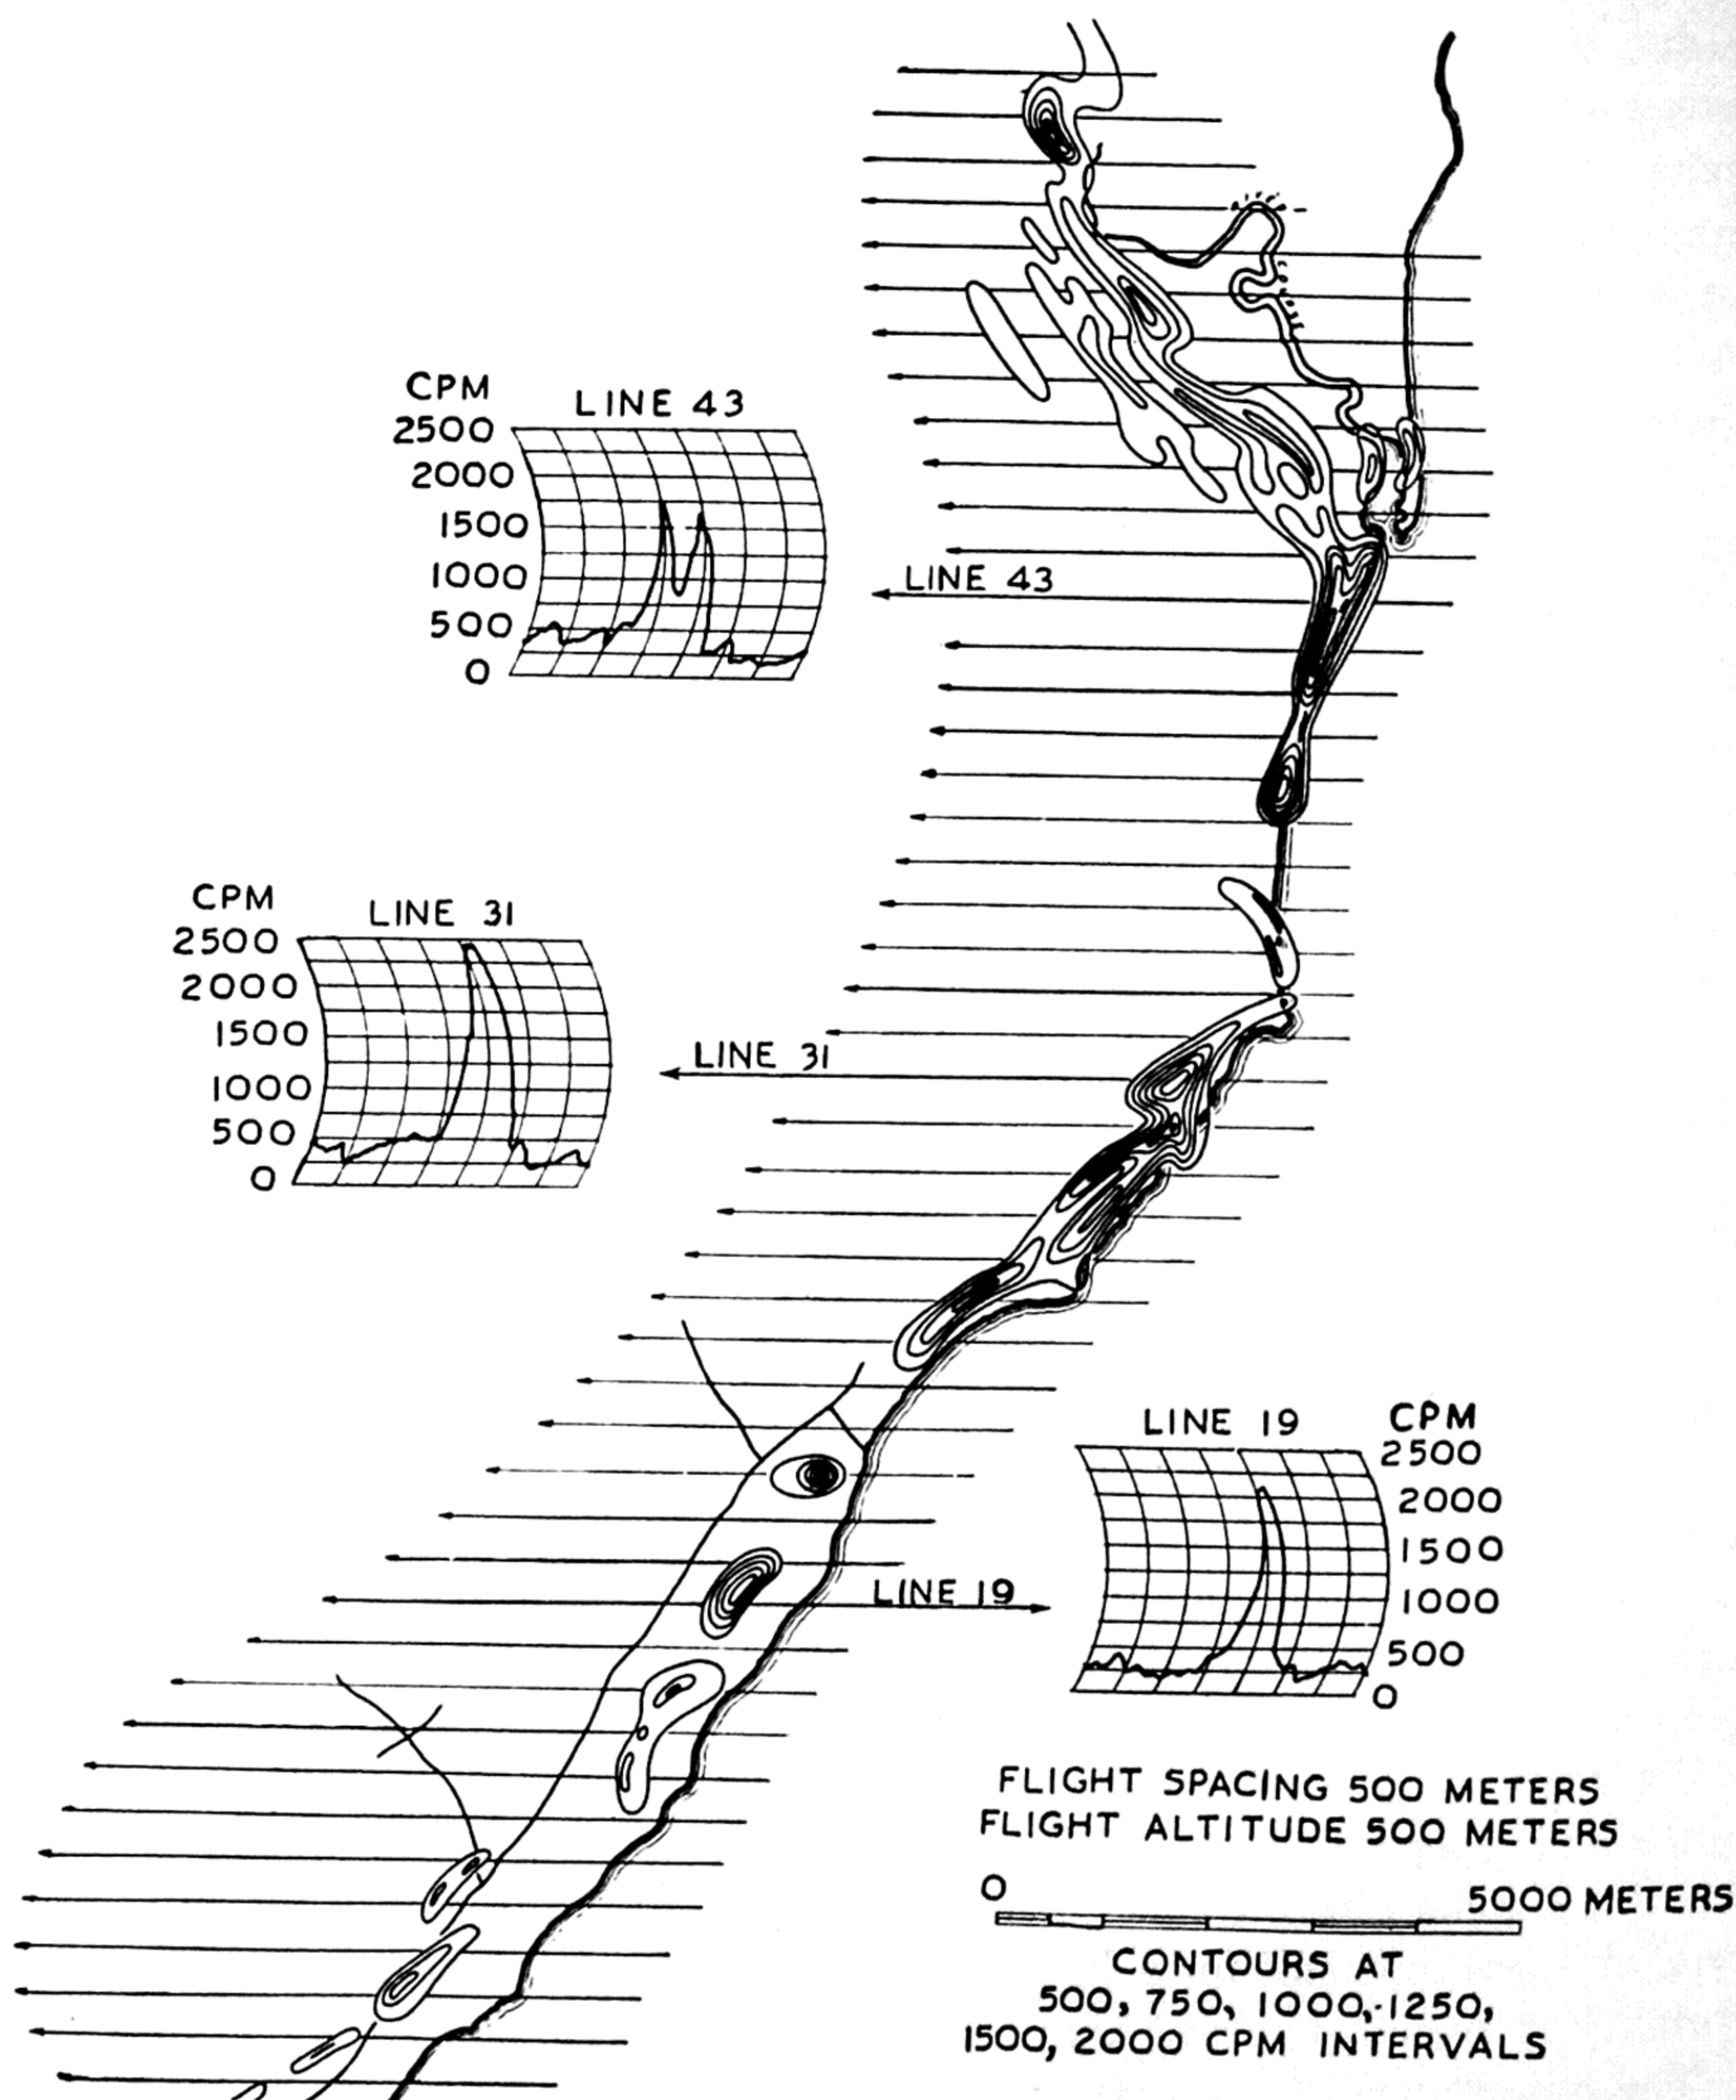 CPM
LINE 43
2500
2000
1500
1000
500
0
LINE 43
CPM
LINE 31
2500
2000
1500
1000
500
0
LINE 31
LINE 19
CPM
2500
2000
1500
1000
500
0
LINE 19
FLIGHT SPACING 500 METERS
FLIGHT ALTITUDE 500 METERS
0 5000 METERS
CONTOURS AT
500, 750, 1000,-1250,
1500, 2000 CPM INTERVALS